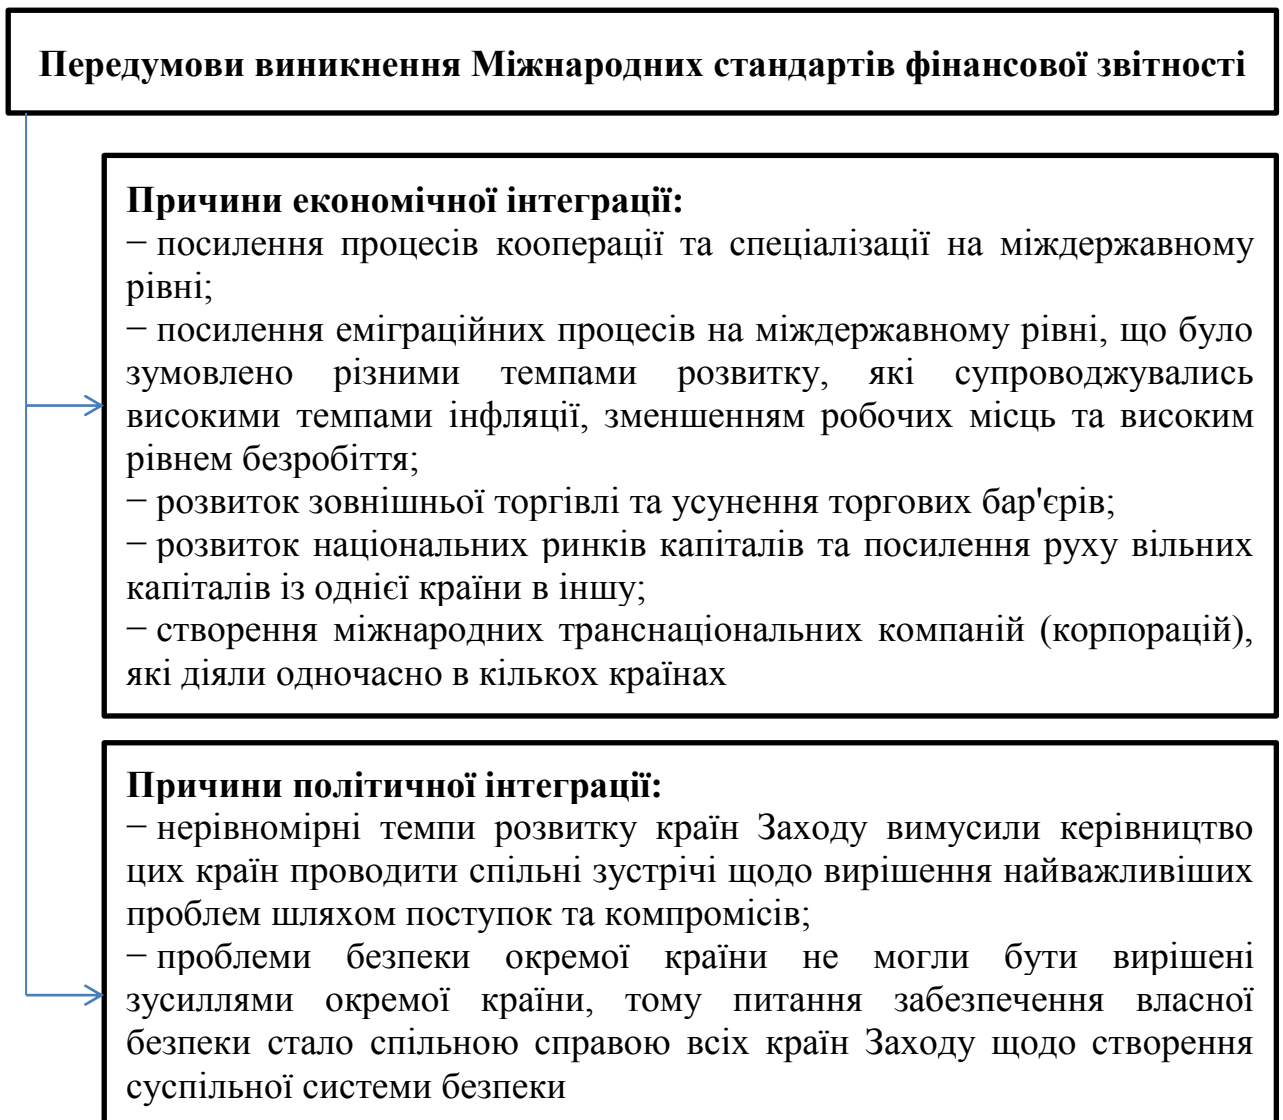 Передумови виникнення Міжнародних стандартів фінансової звітності
Причини економічної інтеграції:
− посилення процесів кооперації та спеціалізації на міждержавному
рівні;
− посилення еміграційних процесів на міждержавному рівні, що було
зумовлено різними темпами розвитку, які супроводжувались
високими темпами інфляції, зменшенням робочих місць та високим
рівнем безробіття;
− розвиток зовнішньої торгівлі та усунення торгових бар'єрів;
− розвиток національних ринків капіталів та посилення руху вільних
капіталів із однієї країни в іншу;
− створення міжнародних транснаціональних компаній (корпорацій),
які діяли одночасно в кількох країнах
Причини політичної інтеграції:
− нерівномірні темпи розвитку країн Заходу вимусили керівництво
цих країн проводити спільні зустрічі щодо вирішення найважливіших
проблем шляхом поступок та компромісів;
− проблеми безпеки окремої країни не могли бути вирішені
зусиллями окремої країни, тому питання забезпечення власної
безпеки стало спільною справою всіх країн Заходу щодо створення
суспільної системи безпеки